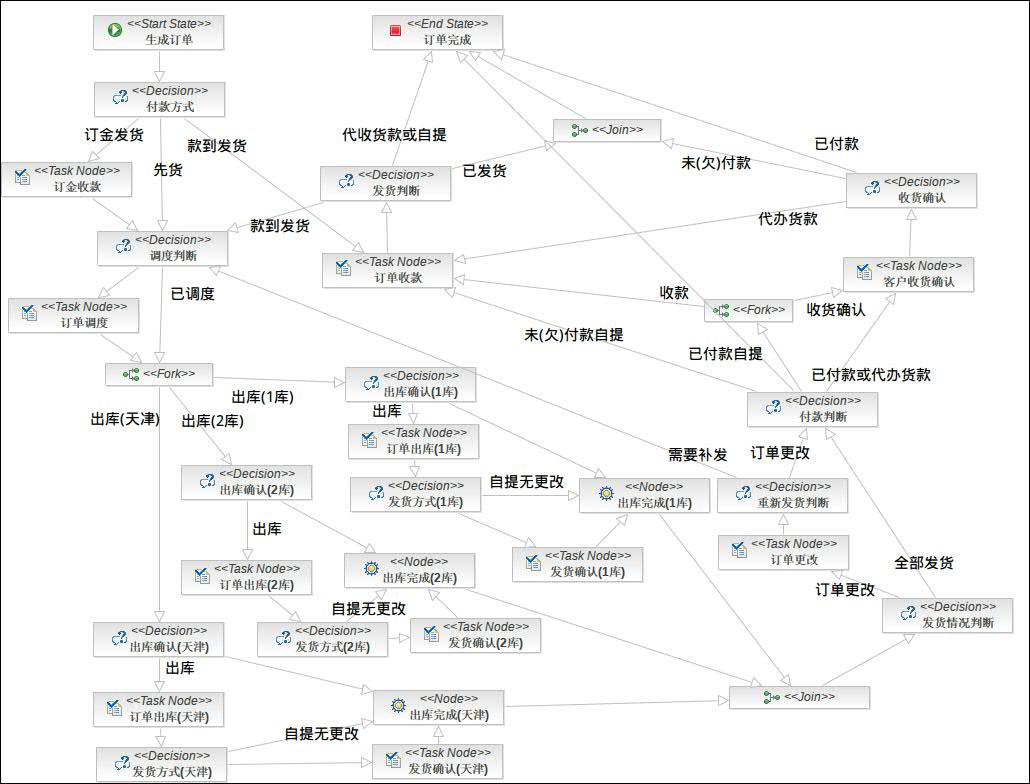 <<Start State>>
生成订单
<<End State>>
订单完成
<<Decision>>
付款方式
订金发货
先货
款到发货
代收货款或自提
<<Join>>
已付款
未(欠)付款
<<Task Node>>
订金收款
<<Decision>>
发货判断
已发货
<<Decision>>
收货确认
款到发货
代办货款
<<Decision>>
调度判断
<<Task Node>>
订单收款
<<Task Node>>
客户收货确认
已调度
收款
收货确认
<<Task Node>>
订单调度
<<Fork>>
未(欠)付款自提
已付款自提
<<Fork>>
<<Decision>>
出库确认(1库)
已付款或代办货款
出库(1库)
出库(天津)
出库(2库)
出库
<<Decision>>
付款判断
<<Task Node>>
订单出库(1库)
需要补发
订单更改
<<Decision>>
出库确认(2库)
<<Decision>>
发货方式(1库)
自提无更改
<<Node>>
出库完成(1库)
<<Decision>>
重新发货判断
出库
<<Task Node>>
订单出库(2库)
<<Node>>
出库完成(2库)
<<Task Node>>
发货确认(1库)
<<Task Node>>
订单更改
全部发货
订单更改
自提无更改
<<Decision>>
发货情况判断
<<Decision>>
出库确认(天津)
<<Decision>>
发货方式(2库)
<<Task Node>>
发货确认(2库)
出库
<<Task Node>>
订单出库(天津)
<<Node>>
出库完成(天津)
<<Join>>
自提无更改
<<Decision>>
发货方式(天津)
<<Task Node>>
发货确认(天津)